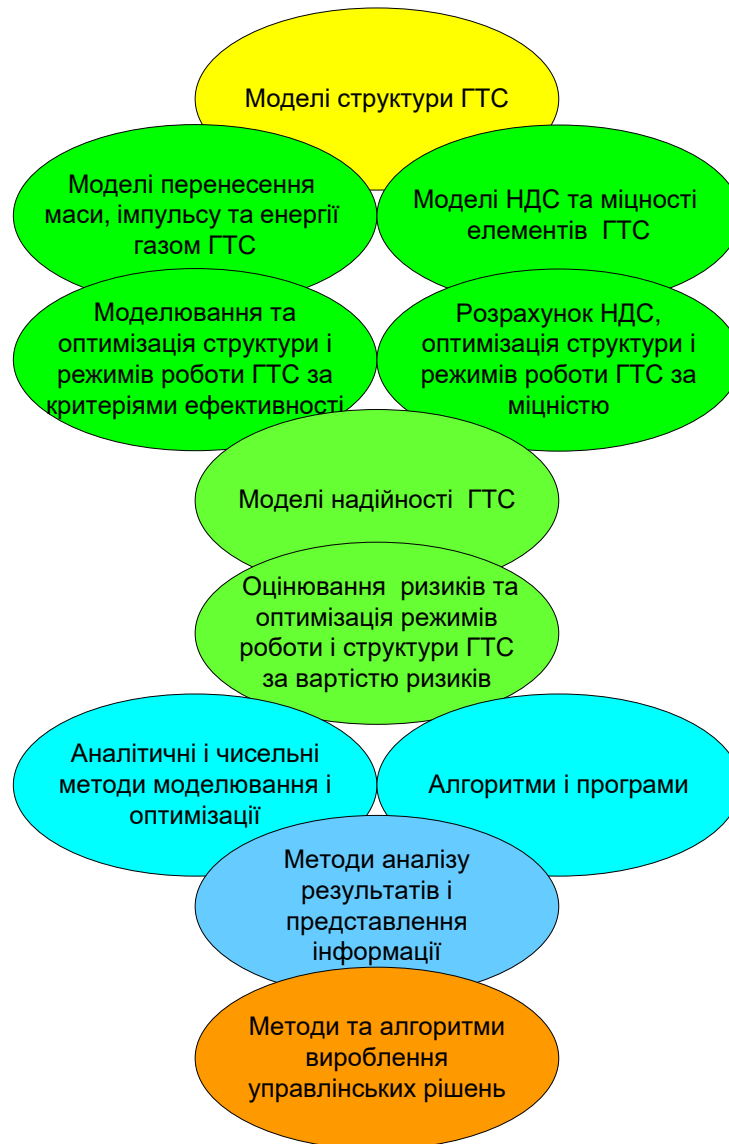 Моделі структури ГТС
Моделі перенесення
маси, імпульсу та енергії
газом ГТС
Моделі НДС та міцності
елементів ГТС
Моделювання та
оптимізація структури і
режимів роботи ГТС за
критеріями ефективності
Розрахунок НДС,
оптимізація структури і
режимів роботи ГТС за
міцністю
Моделі надійності ГТС
Оцінювання ризиків та
оптимізація режимів
роботи і структури ГТС
за вартістю ризиків
Аналітичні і чисельні
методи моделювання і
оптимізації
Алгоритми і програми
Методи аналізу
результатів і
представлення
інформації
Методи та алгоритми
вироблення
управлінських рішень